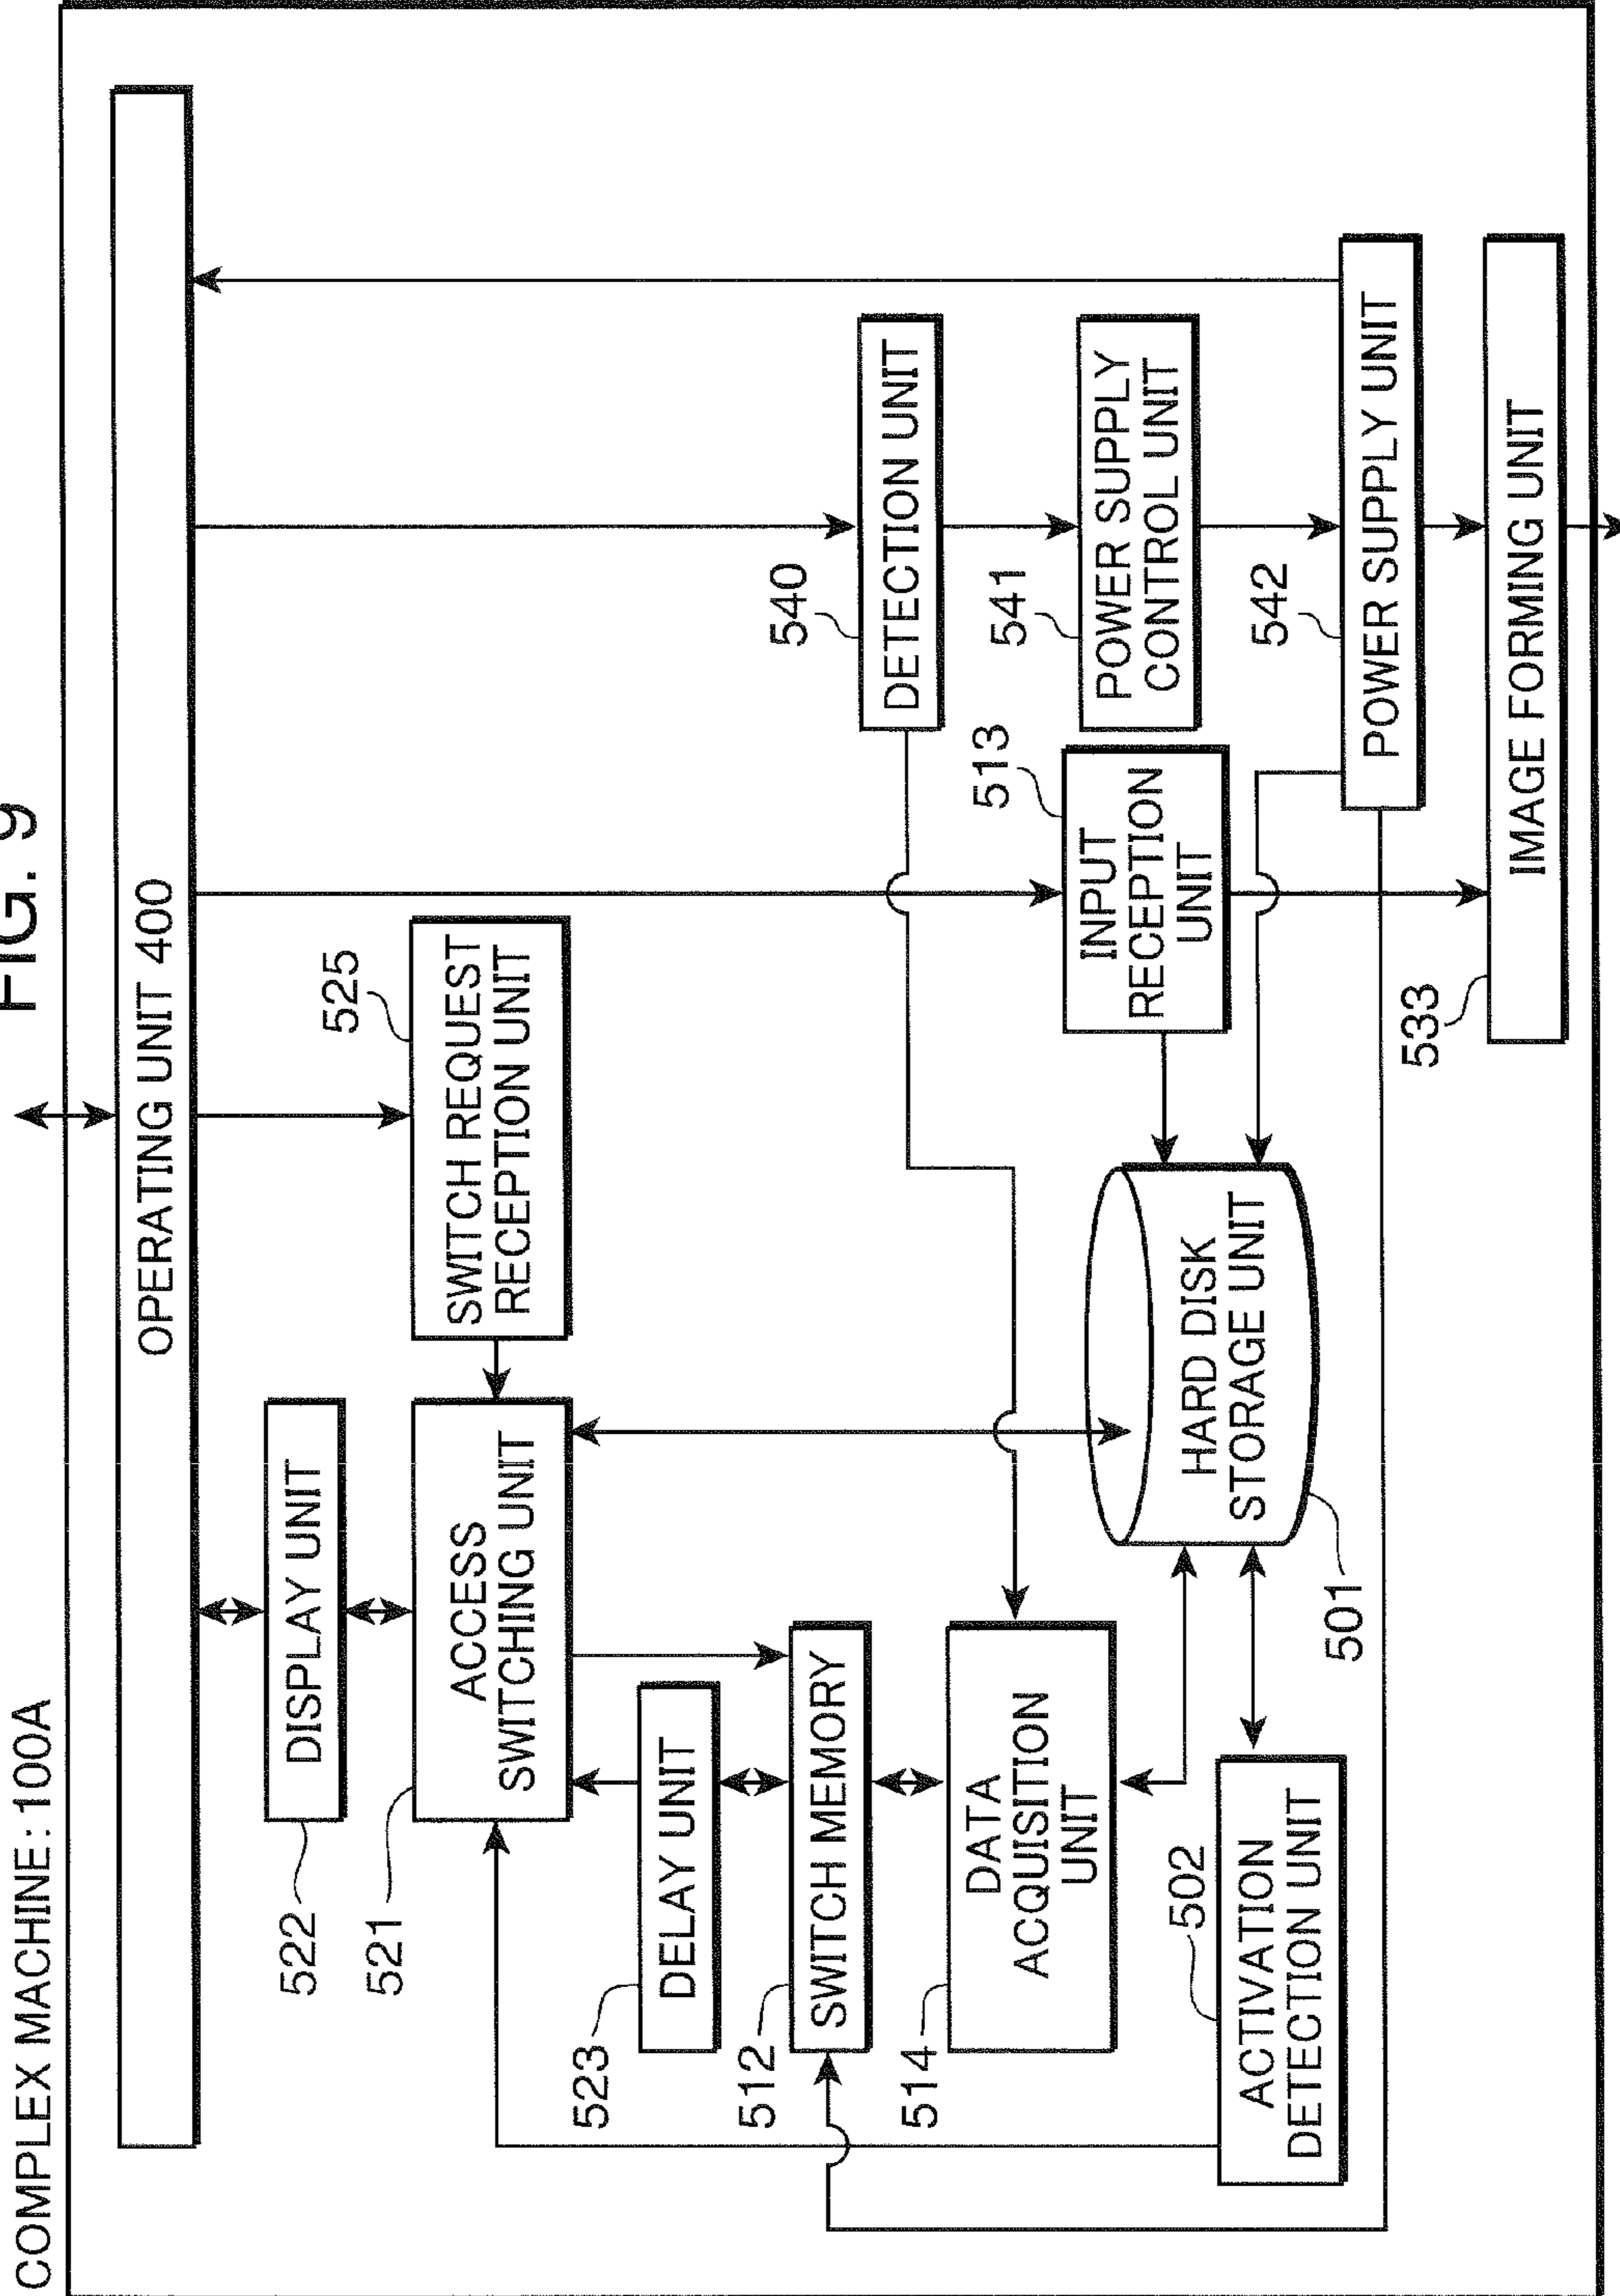 FIG. 9
COMPLEX MACHINE: 100A
OPERATING UNIT 400
522
DISPLAY UNIT
525
SWITCH REQUEST
RECEPTION UNIT
521
ACCESS
SWITCHING UNIT
523
DELAY UNIT
512
SWITCH MEMORY
540
DETECTION UNIT
514
DATA
ACQUISITION
UNIT
513
INPUT
RECEPTION
UNIT
541
POWER SUPPLY
CONTROL UNIT
HARD DISK
STORAGE UNIT
501
502
ACTIVATION
DETECTION UNIT
542
POWER SUPPLY UNIT
533
IMAGE FORMING UNIT